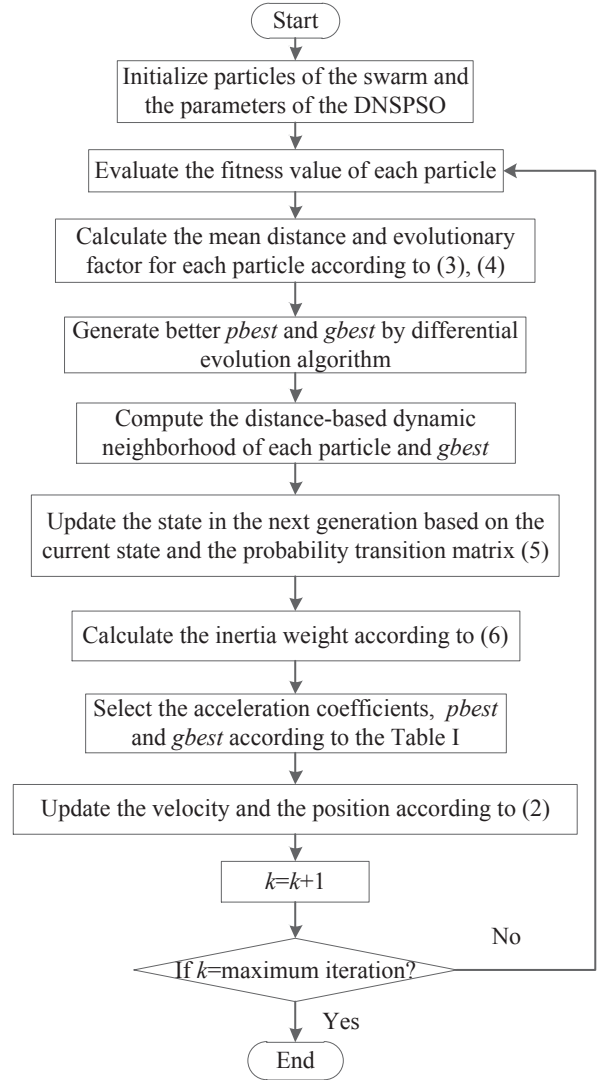 Start
Initialize particles of the swarm and
the parameters of the DNSPSO
Evaluate the fitness value of each particle
Calculate the mean distance and evolutionary
factor for each particle according to (3), (4)
Generate better pbest and gbest by differential
evolution algorithm
Compute the distance-based dynamic
neighborhood of each particle and gbest
Update the state in the next generation based on the
current state and the probability transition matrix (5)
Calculate the inertia weight according to (6)
Select the acceleration coefficients, pbest
and gbest according to the Table I
Update the velocity and the position according to (2)
k=k+1
No
If k=maximum iteration?
Yes
End